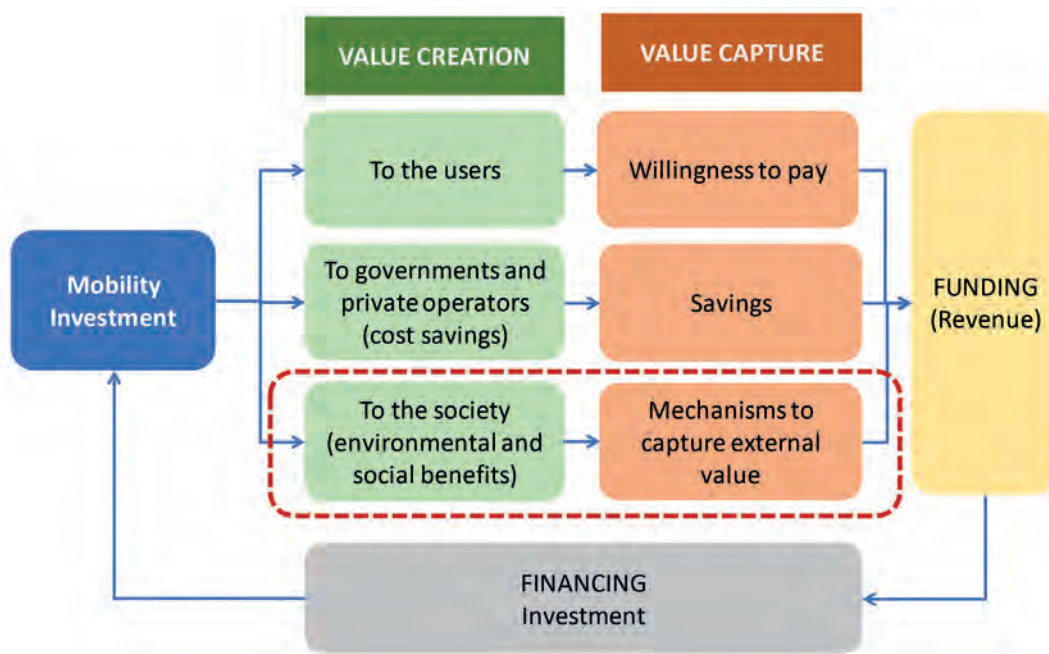 VALUE CREATION
VALUE CAPTURE
To the users
Willingness to pay
Mobility
Investment
To governments and
private operators
(cost savings)
Savings
FUNDING
(Revenue)
To the society
(environmental and
social benefits)
Mechanisms to
capture external
value
FINANCING
Investment